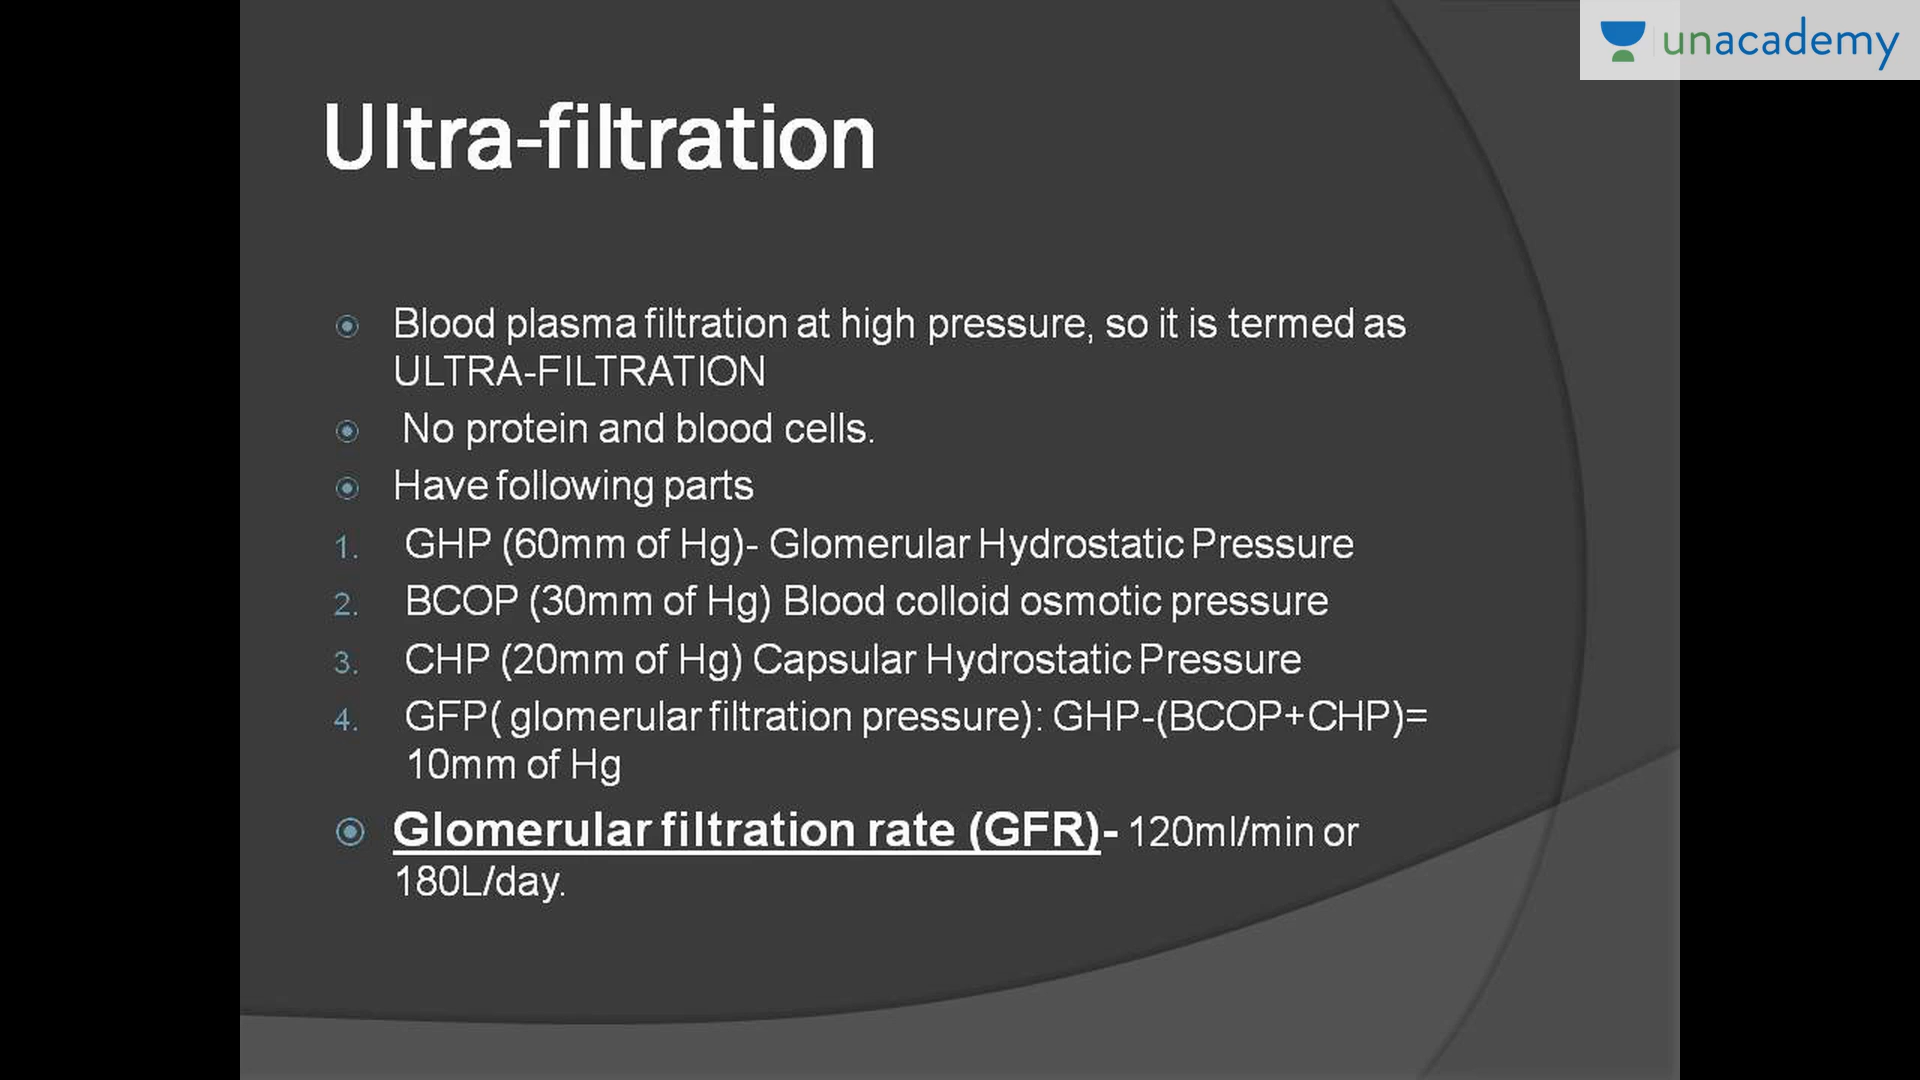 unacademy
Ultra-filtration
Blood plasma filtration at high pressure, so it is termed as
ULTRA-FILTRATION
No protein and blood cells.
Have following parts
1. GHP (60mm of Hg)- Glomerular Hydrostatic Pressure
2. BCOP (30mm of Hg) Blood colloid osmotic pressure
3. CHP (20mm of Hg) Capsular Hydrostatic Pressure
4. GFP( glomerular filtration pressure): GHP-(BCOP+CHP)=
10mm of Hg
Glomerular filtration rate (GFR)- 120ml/min or
180L/day.